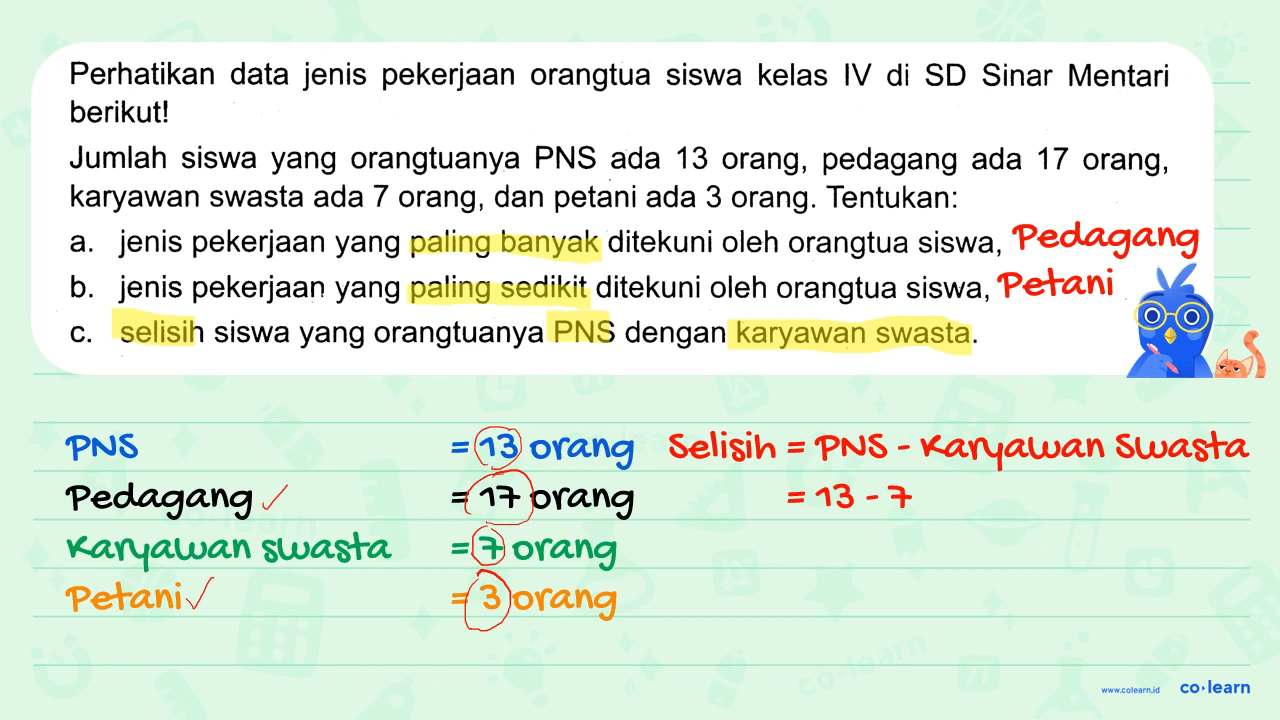 Perhatikan data jenis pekerjaan orangtua siswa kelas IV di SD Sinar Mentari
berikut!
Jumlah siswa yang orangtuanya PNS ada 13 orang, pedagang ada 17 orang,
karyawan swasta ada 7 orang, dan petani ada 3 orang. Tentukan:
a. jenis pekerjaan yang paling banyak ditekuni oleh orangtua siswa, Pedagang
b. jenis pekerjaan yang paling sedikit ditekuni oleh orangtua siswa, Petani
c. selisih siswa yang orangtuanya PNS dengan karyawan swasta.
PNS = 13 orang
Pedagang ✓ = 17 orang
Karyawan swasta = 7 orang
Petani ✓ = 3 orang
Selisih = PNS - Karyawan Swasta
= 13 - 7
www.colearn.id co·learn